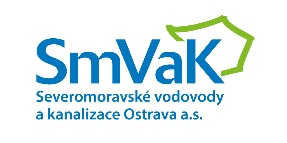 SmVaK
Severomoravské vodovody
a kanalizace Ostrava a.s.